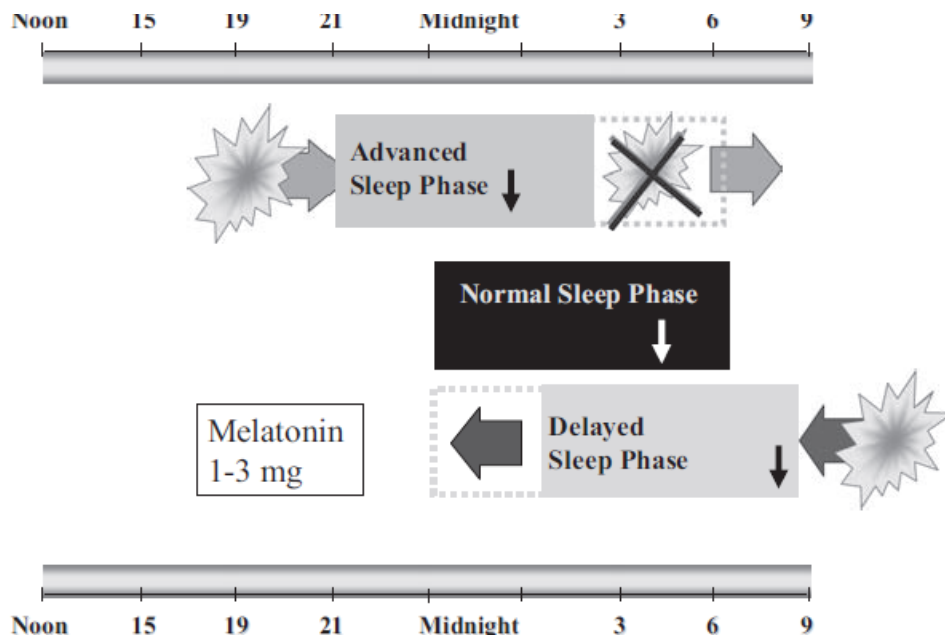 Noon 15 19 21 Midnight 3 6 9
Advanced
Sleep Phase
Normal Sleep Phase
Delayed
Sleep Phase
Melatonin
1-3 mg
Noon 15 19 21 Midnight 3 6 9